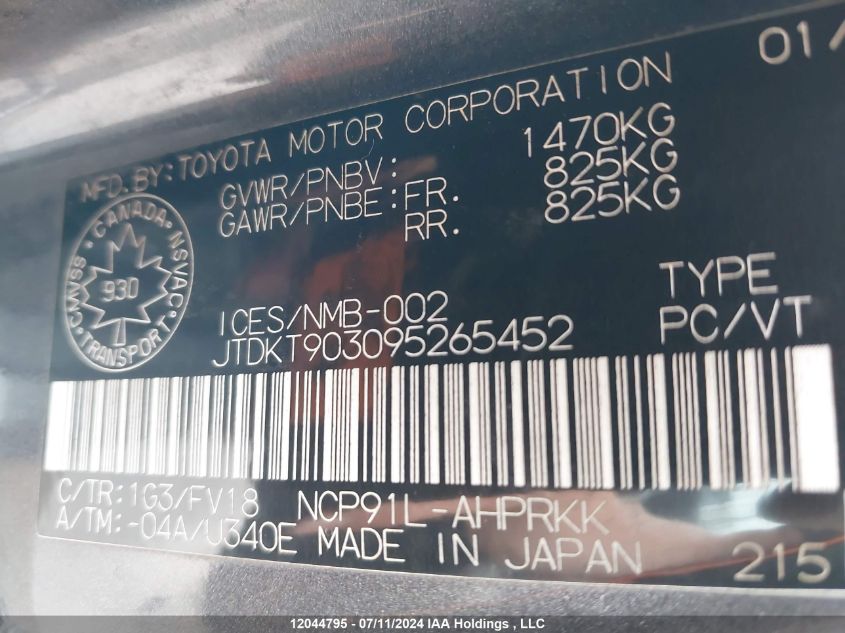 01/
MFD.BY:TOYOTA MOTOR CORPORATION
GVWR/PNBV: 1470KG
GAWR/PNBE:FR. 825KG
RR. 825KG
CMVSS • CANADA • NSVAC
930
TRANSPORT
ICES/NMB-002
JTDKT903095265452
TYPE
PC/VT
C/TR:1G3/FV18 NCP91L-AHPRKK
A/TM:-04A/U340E MADE IN JAPAN 215
12044795 - 07/11/2024 IAA Holdings , LLC